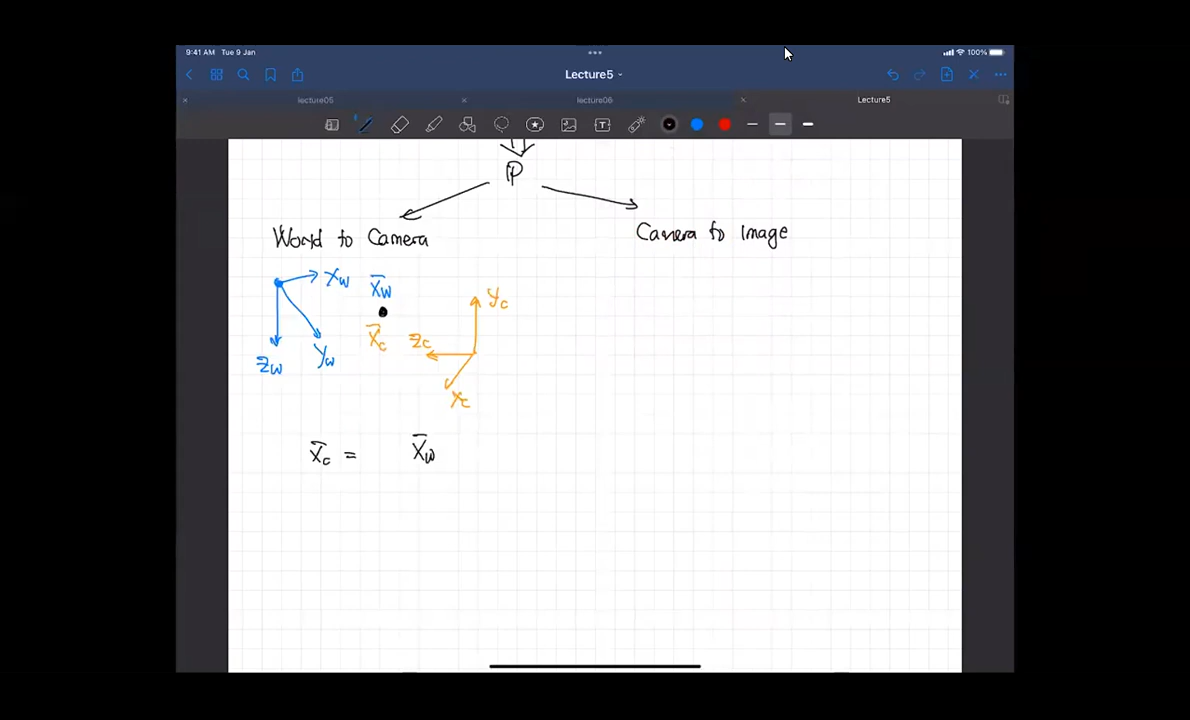 9:41 AM Tue 9 Jan
100%
Lecture5
lecture05
lecture06
Lecture5
P
World to Camera
Camera to Image
Xw
X̄w
yc
X̄c
zc
zw
yw
xc
X̄c = X̄w